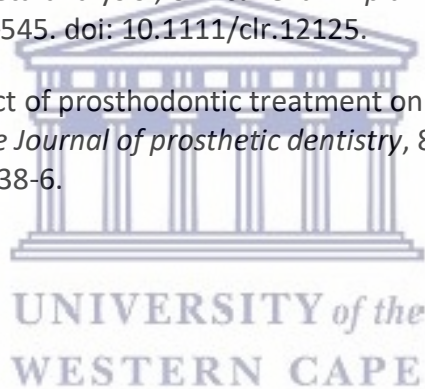 545. doi: 10.1111/clr.12125.
ct of prosthodontic treatment on
e Journal of prosthetic dentistry, 8
38-6.
UNIVERSITY of the
WESTERN CAPE